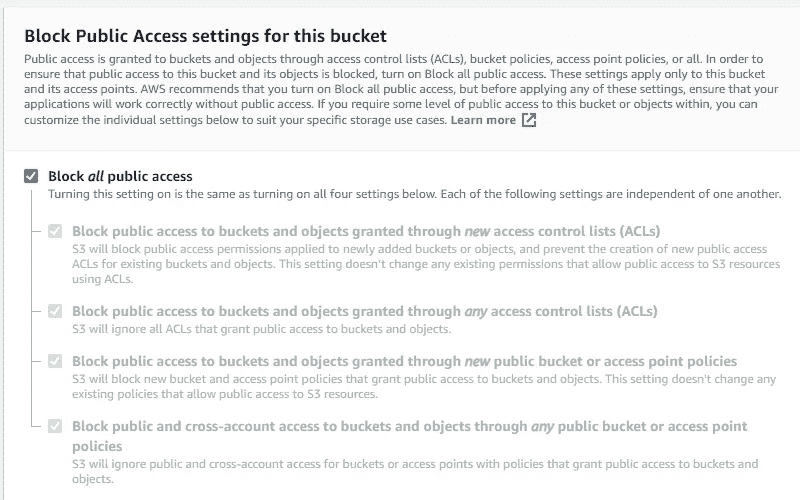 Block Public Access settings for this bucket
Public access is granted to buckets and objects through access control lists (ACLs), bucket policies, access point policies, or all. In order to
ensure that public access to this bucket and its objects is blocked, turn on Block all public access. These settings apply only to this bucket
and its access points. AWS recommends that you turn on Block all public access, but before applying any of these settings, ensure that your
applications will work correctly without public access. If you require some level of public access to this bucket or objects within, you can
customize the individual settings below to suit your specific storage use cases. Learn more
Block all public access
Turning this setting on is the same as turning on all four settings below. Each of the following settings are independent of one another.
Block public access to buckets and objects granted through new access control lists (ACLs)
S3 will block public access permissions applied to newly added buckets or objects, and prevent the creation of new public access
ACLs for existing buckets and objects. This setting doesn't change any existing permissions that allow public access to S3 resources
using ACLs.
Block public access to buckets and objects granted through any access control lists (ACLs)
S3 will ignore all ACLs that grant public access to buckets and objects.
Block public access to buckets and objects granted through new public bucket or access point policies
S3 will block new bucket and access point policies that grant public access to buckets and objects. This setting doesn't change any
existing policies that allow public access to S3 resources.
Block public and cross-account access to buckets and objects through any public bucket or access point
policies
S3 will ignore public and cross-account access for buckets or access points with policies that grant public access to buckets and
objects.